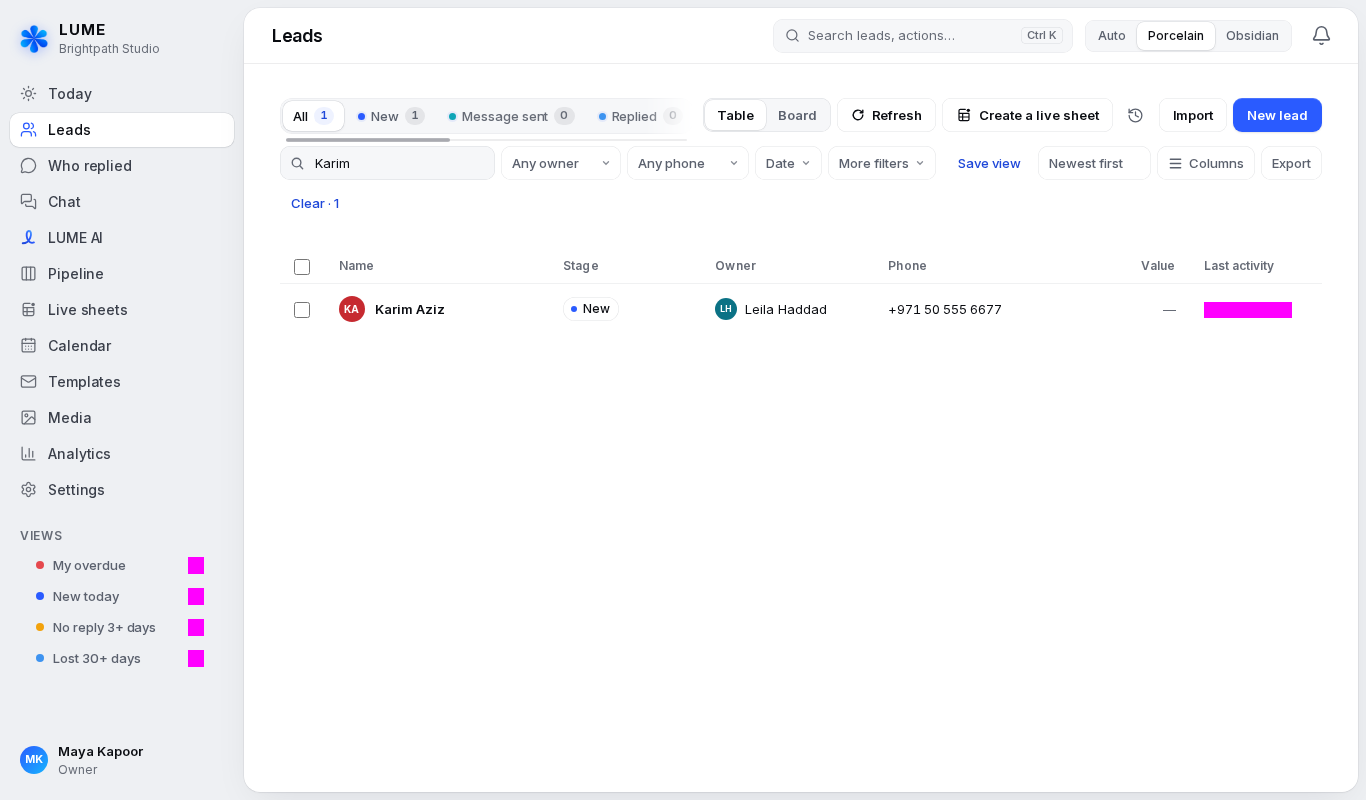 LUME
Brightpath Studio
Today
Leads
Who replied
Chat
LUME AI
Pipeline
Live sheets
Calendar
Templates
Media
Analytics
Settings
VIEWS
My overdue
New today
No reply 3+ days
Lost 30+ days
MK
Maya Kapoor
Owner
Leads
Search leads, actions…
Ctrl K
Auto
Porcelain
Obsidian
All 1
New 1
Message sent 0
Replied 0
Table
Board
Refresh
Create a live sheet
Import
New lead
Karim
Any owner
Any phone
Date
More filters
Save view
Newest first
Columns
Export
Clear · 1
Name
Stage
Owner
Phone
Value
Last activity
KA
Karim Aziz
New
LH
Leila Haddad
+971 50 555 6677
—